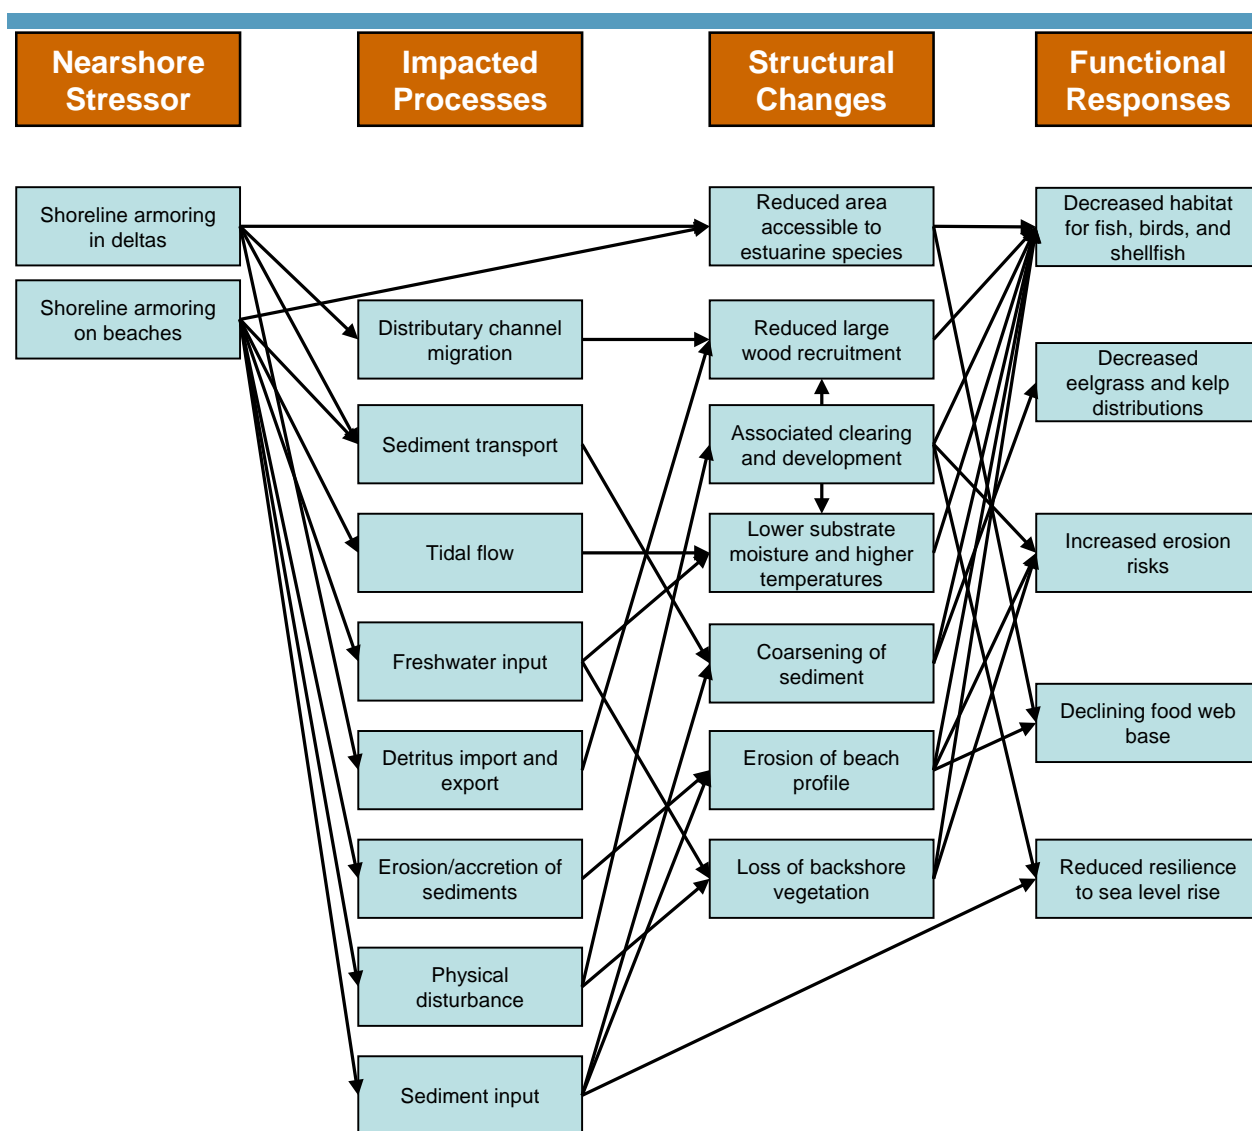 Nearshore
Stressor
Impacted
Processes
Structural
Changes
Functional
Responses
Shoreline armoring
in deltas
Shoreline armoring
on beaches
Distributary channel
migration
Sediment transport
Tidal flow
Freshwater input
Detritus import and
export
Erosion/accretion of
sediments
Physical
disturbance
Sediment input
Reduced area
accessible to
estuarine species
Reduced large
wood recruitment
Associated clearing
and development
Lower substrate
moisture and higher
temperatures
Coarsening of
sediment
Erosion of beach
profile
Loss of backshore
vegetation
Decreased habitat
for fish, birds, and
shellfish
Decreased
eelgrass and kelp
distributions
Increased erosion
risks
Declining food web
base
Reduced resilience
to sea level rise